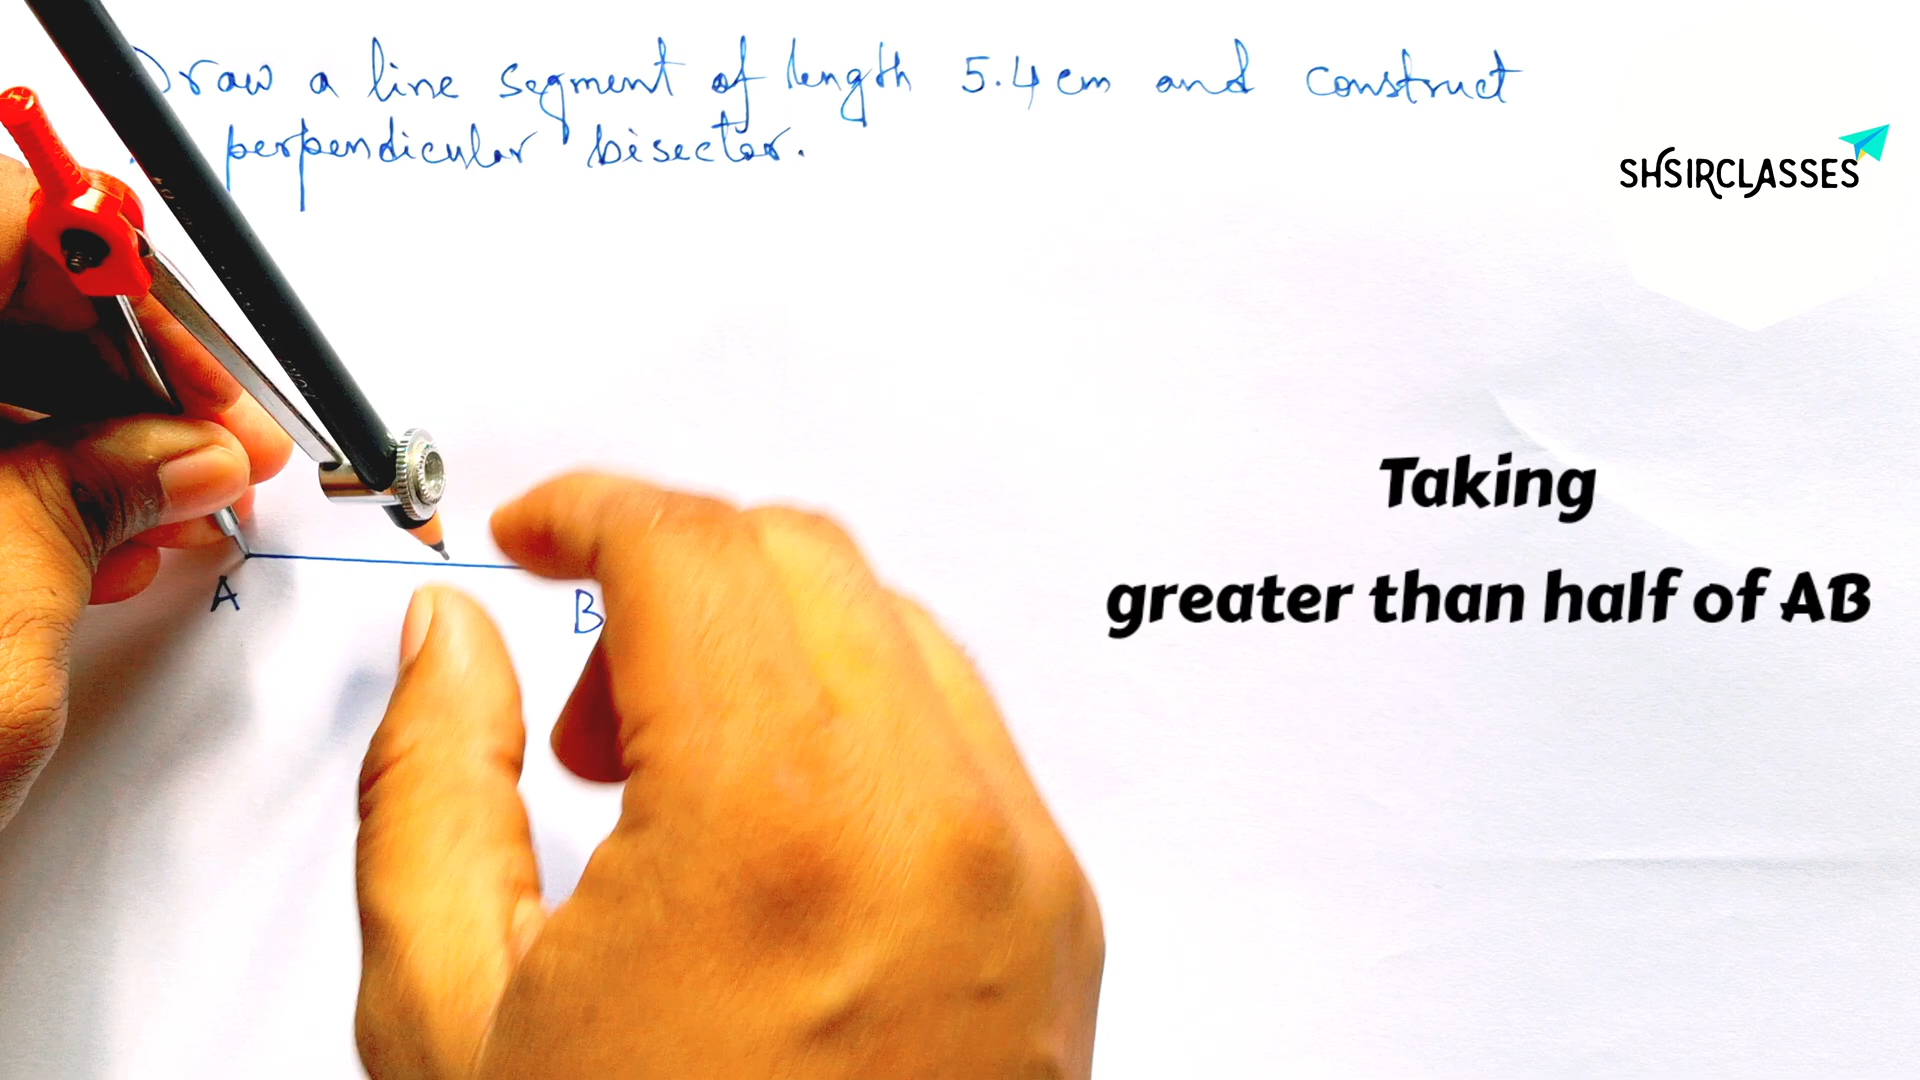 Draw a line segment of length 5.4 cm and construct
perpendicular bisector.
SHSIRCLASSES
Taking
greater than half of AB
A
B